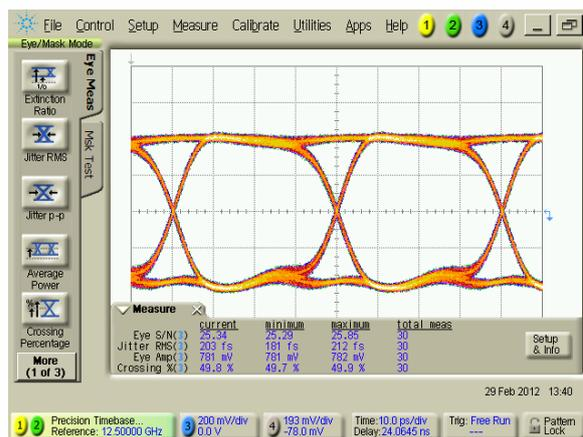 File Control Setup Measure Calibrate Utilities Apps Help 1 2 3 4
Eye/Mask Mode
Eye Meas
Msk Test
1/0
Extinction
Ratio
Jitter RMS
Jitter p-p
Average
Power
%
Crossing
Percentage
More
(1 of 3)
Measure
current minimum maximum total meas
Eye S/N(3) 25.34 25.29 25.85 30
Jitter RMS(3) 203 fs 181 fs 212 fs 30
Eye Amp(3) 781 mV 781 mV 782 mV 30
Crossing %(3) 49.8 % 49.7 % 49.9 % 30
Setup
& Info
29 Feb 2012 13:40
1 2 Precision Timebase...
Reference: 12.50000 GHz
3 200 mV/div
0.0 V
4 193 mV/div
-78.0 mV
Time:10.0 ps/div
Delay:24.0645 ns
Trig: Free Run
---
Pattern
Lock